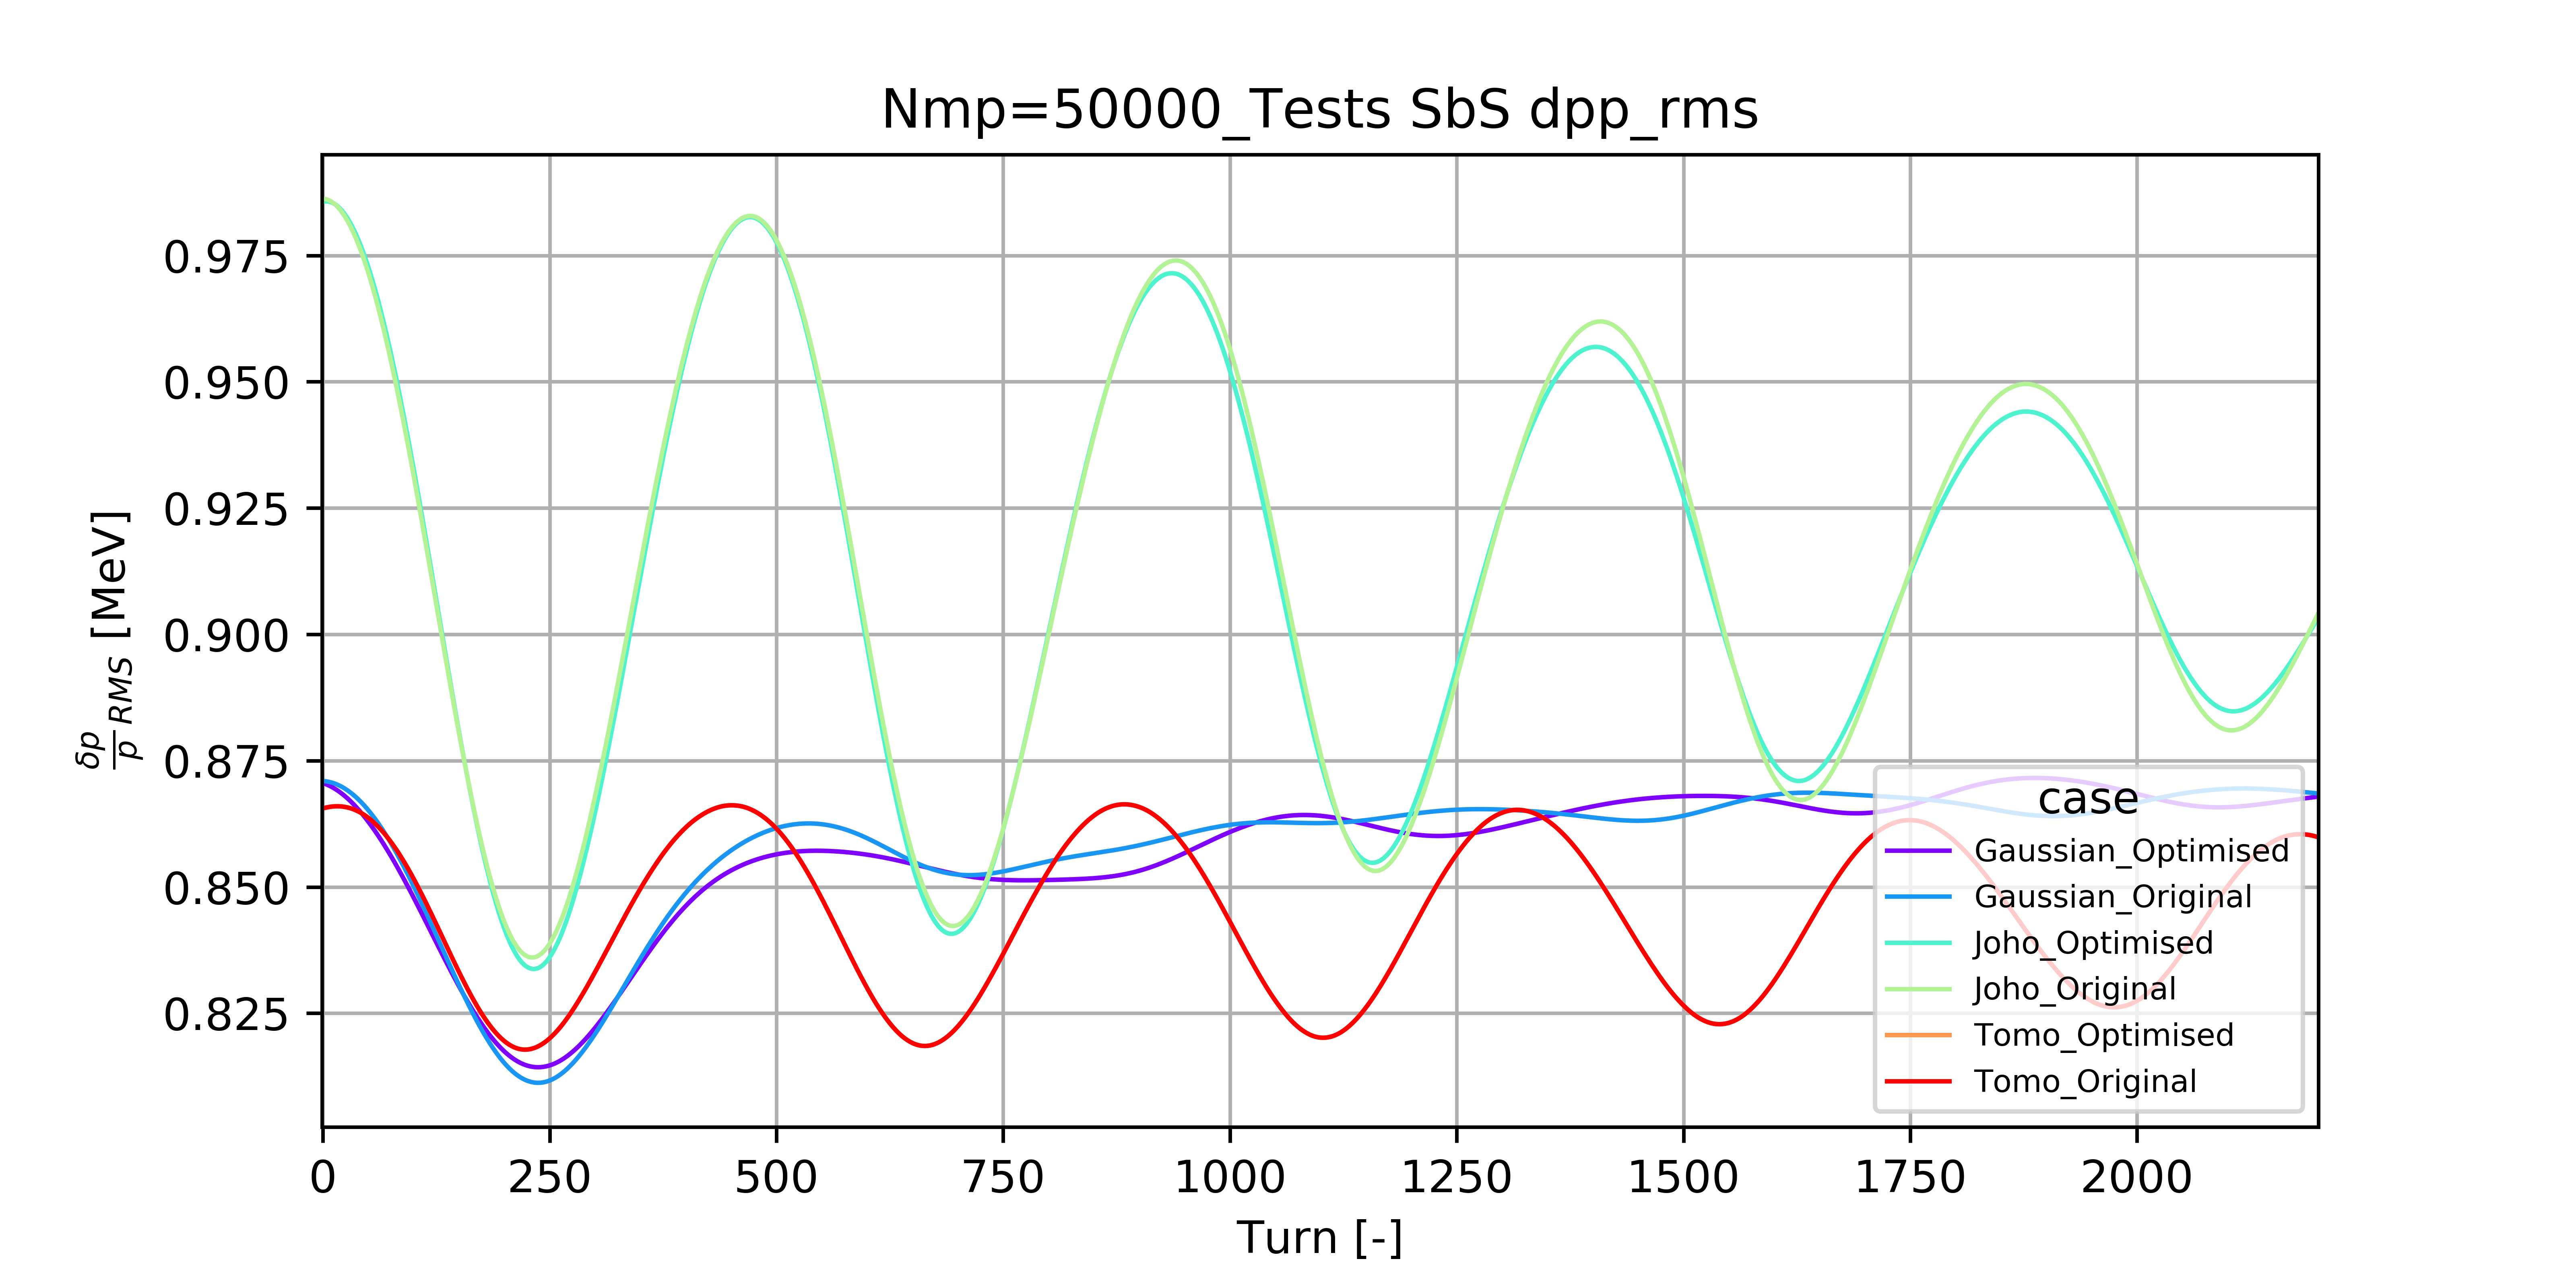 Nmp=50000_Tests SbS dpp_rms
δp/p RMS [MeV]
0.975
0.950
0.925
0.900
0.875
0.850
0.825
case
Gaussian_Optimised
Gaussian_Original
Joho_Optimised
Joho_Original
Tomo_Optimised
Tomo_Original
0 250 500 750 1000 1250 1500 1750 2000
Turn [-]